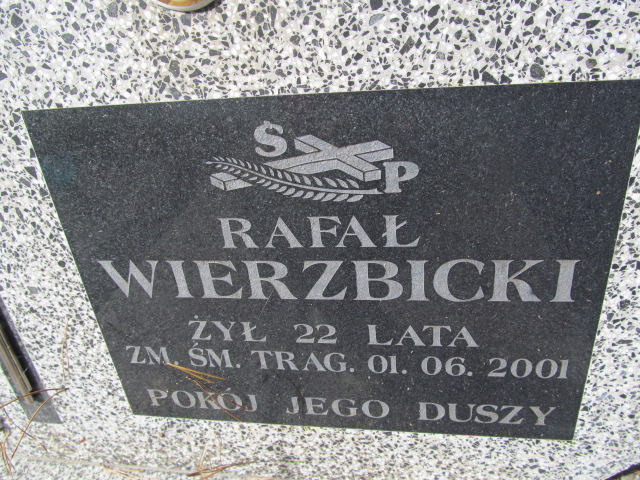 Ś P
RAFAŁ
WIERZBICKI
ŻYŁ 22 LATA
ZM. ŚM. TRAG. 01. 06. 2001
POKÓJ JEGO DUSZY